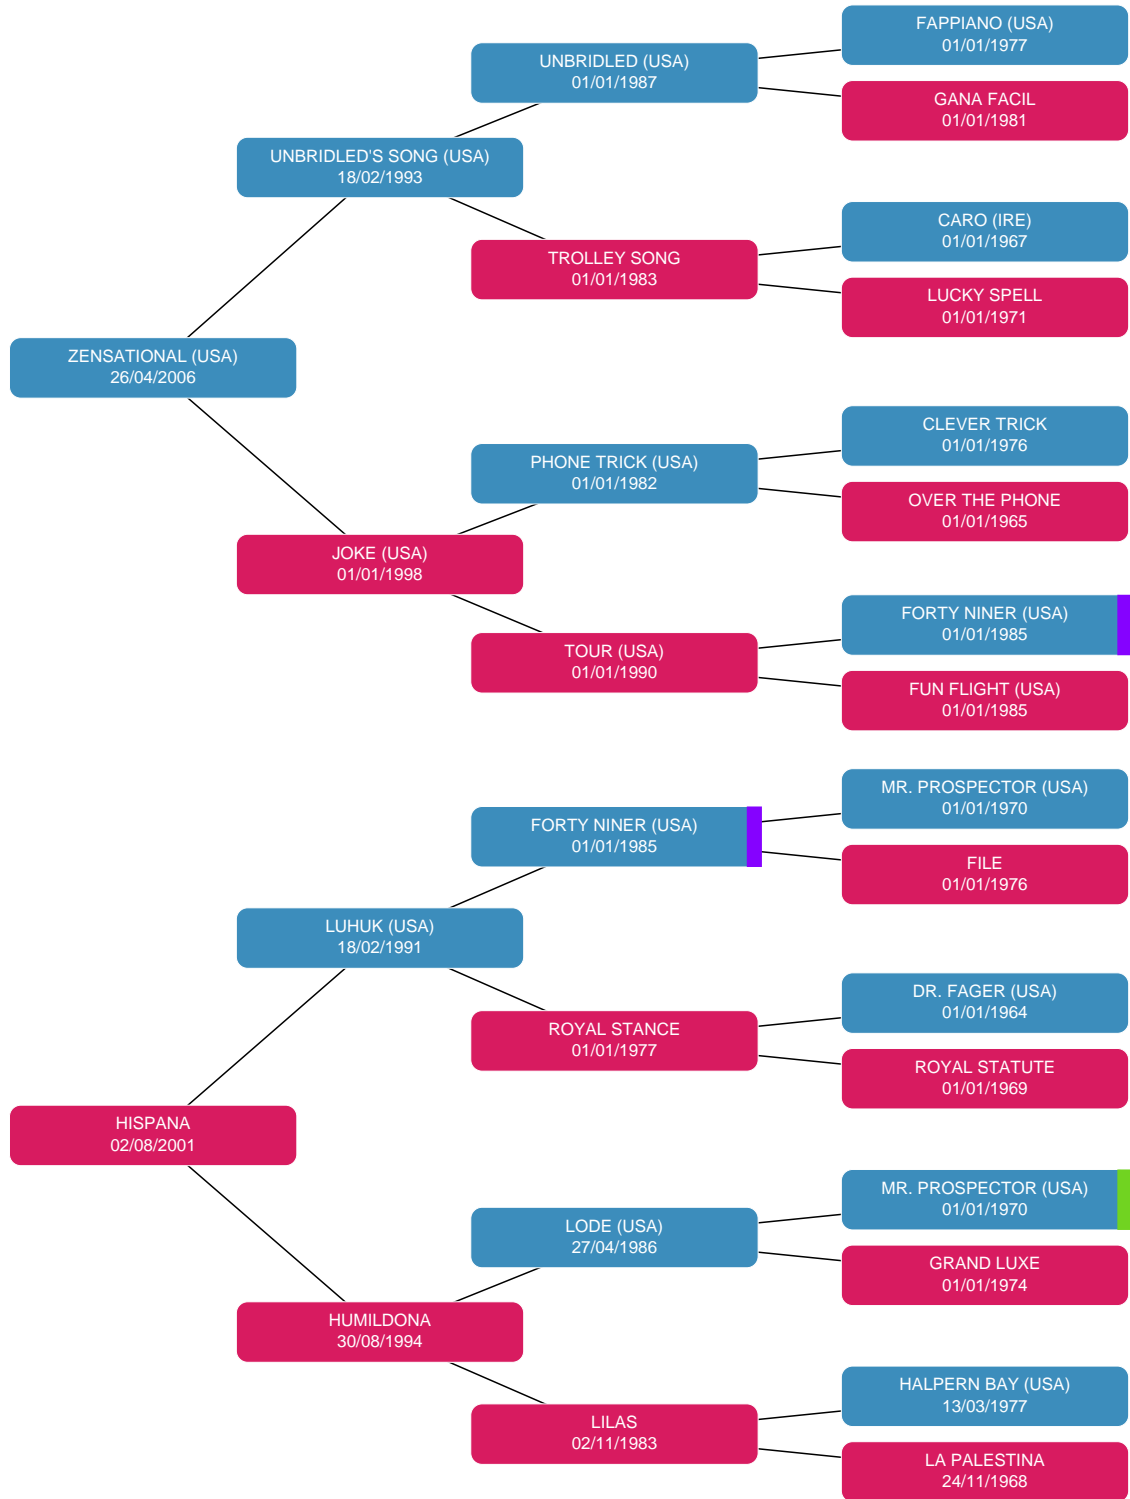 FAPPIANO (USA)
01/01/1977
UNBRIDLED (USA)
01/01/1987
GANA FACIL
01/01/1981
UNBRIDLED'S SONG (USA)
18/02/1993
CARO (IRE)
01/01/1967
TROLLEY SONG
01/01/1983
LUCKY SPELL
01/01/1971
ZENSATIONAL (USA)
26/04/2006
CLEVER TRICK
01/01/1976
PHONE TRICK (USA)
01/01/1982
OVER THE PHONE
01/01/1965
JOKE (USA)
01/01/1998
FORTY NINER (USA)
01/01/1985
TOUR (USA)
01/01/1990
FUN FLIGHT (USA)
01/01/1985
MR. PROSPECTOR (USA)
01/01/1970
FORTY NINER (USA)
01/01/1985
FILE
01/01/1976
LUHUK (USA)
18/02/1991
DR. FAGER (USA)
01/01/1964
ROYAL STANCE
01/01/1977
ROYAL STATUTE
01/01/1969
HISPANA
02/08/2001
MR. PROSPECTOR (USA)
01/01/1970
LODE (USA)
27/04/1986
GRAND LUXE
01/01/1974
HUMILDONA
30/08/1994
HALPERN BAY (USA)
13/03/1977
LILAS
02/11/1983
LA PALESTINA
24/11/1968